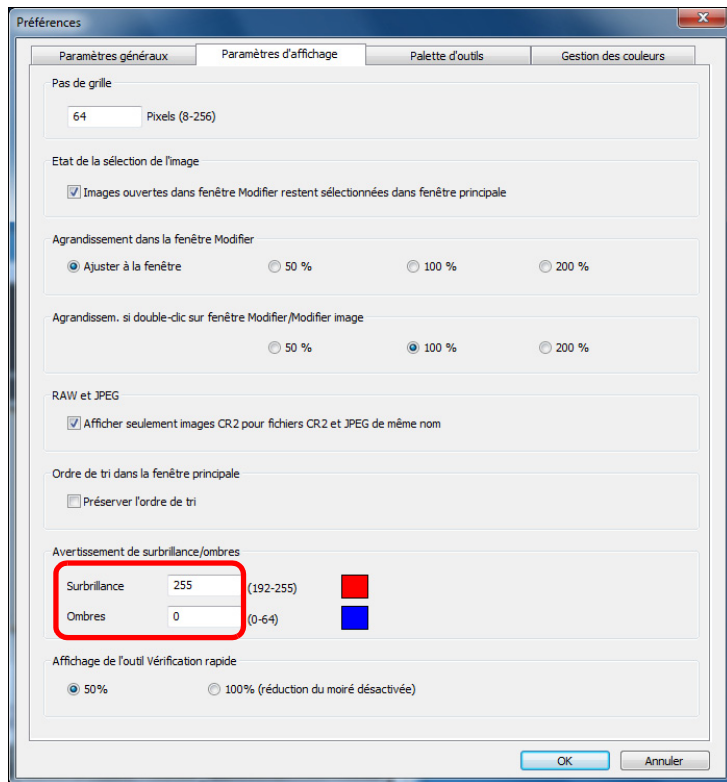 Préférences
Paramètres généraux Paramètres d'affichage Palette d'outils Gestion des couleurs
Pas de grille
64 Pixels (8-256)
Etat de la sélection de l'image
Images ouvertes dans fenêtre Modifier restent sélectionnées dans fenêtre principale
Agrandissement dans la fenêtre Modifier
Ajuster à la fenêtre 50 % 100 % 200 %
Agrandissem. si double-clic sur fenêtre Modifier/Modifier image
50 % 100 % 200 %
RAW et JPEG
Afficher seulement images CR2 pour fichiers CR2 et JPEG de même nom
Ordre de tri dans la fenêtre principale
Préserver l'ordre de tri
Avertissement de surbrillance/ombres
Surbrillance 255 (192-255)
Ombres 0 (0-64)
Affichage de l'outil Vérification rapide
50% 100% (réduction du moiré désactivée)
OK Annuler